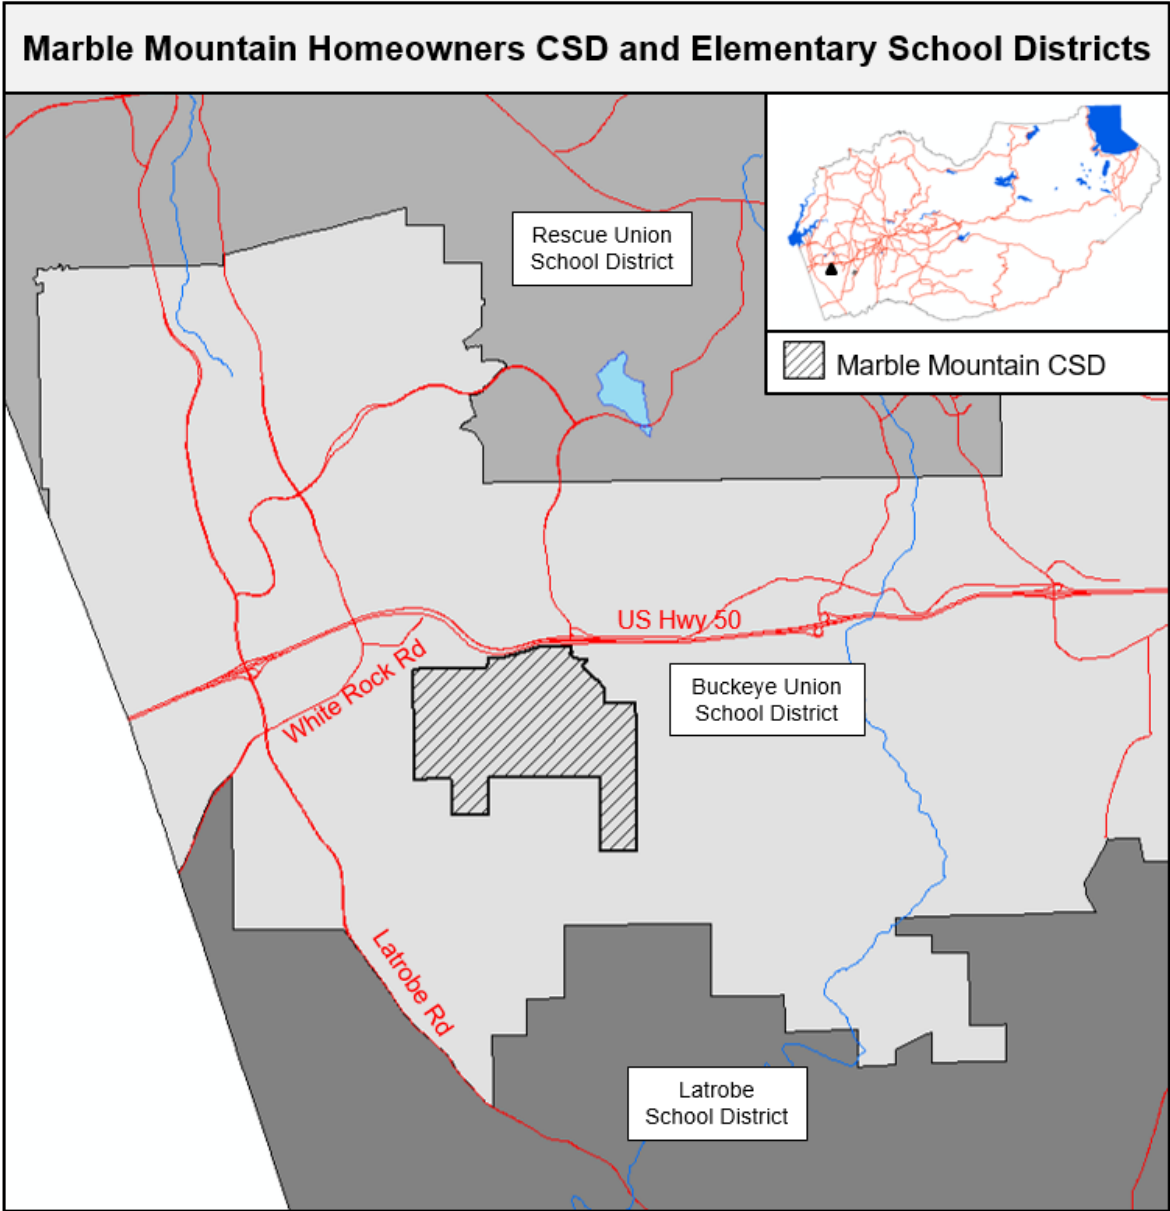 Marble Mountain Homeowners CSD and Elementary School Districts
Rescue Union
School District
Marble Mountain CSD
US Hwy 50
White Rock Rd
Buckeye Union
School District
Latrobe Rd
Latrobe
School District